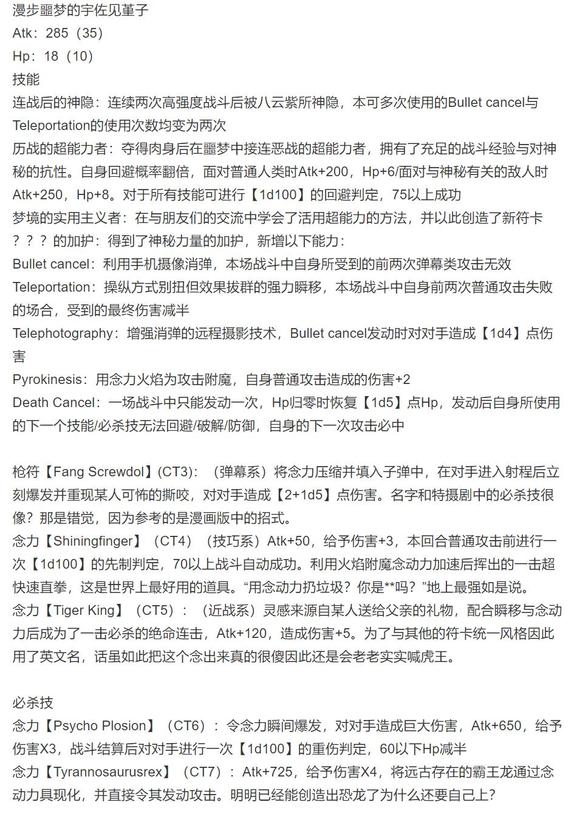 漫步噩梦的宇佐见堇子
Atk：285（35）
Hp：18（10）
技能
连战后的神隐：连续两次高强度战斗后被八云紫所神隐，本可多次使用的Bullet cancel与
Teleportation的使用次数均变为两次
历战的超能力者：夺得肉身后在噩梦中接连恶战的超能力者，拥有了充足的战斗经验与对神
秘的抗性。自身回避概率翻倍，面对普通人类时Atk+200，Hp+6/面对与神秘有关的敌人时
Atk+250，Hp+8。对于所有技能可进行【1d100】的回避判定，75以上成功
梦境的实用主义者：在与朋友们的交流中学会了活用超能力的方法，并以此创造了新符卡
？？？的加护：得到了神秘力量的加护，新增以下能力：
Bullet cancel：利用手机摄像消弹，本场战斗中自身所受到的前两次弹幕类攻击无效
Teleportation：操纵方式别扭但效果拔群的强力瞬移，本场战斗中自身前两次普通攻击失败
的场合，受到的最终伤害减半
Telephotography：增强消弹的远程摄影技术，Bullet cancel发动时对对手造成【1d4】点伤
害
Pyrokinesis：用念力火焰为攻击附魔，自身普通攻击造成的伤害+2
Death Cancel：一场战斗中只能发动一次，Hp归零时恢复【1d5】点Hp，发动后自身所使用
的下一个技能/必杀技无法回避/破解/防御，自身的下一次攻击必中
枪符【Fang Screwdol】(CT3)：（弹幕系）将念力压缩并填入子弹中，在对手进入射程后立
刻爆发并重现某人可怖的撕咬，对对手造成【2+1d5】点伤害。名字和特摄剧中的必杀技很
像？那是错觉，因为参考的是漫画版中的招式。
念力【Shiningfinger】（CT4）（技巧系）Atk+50，给予伤害+3，本回合普通攻击前进行一
次【1d100】的先制判定，70以上战斗自动成功。利用火焰附魔念动力加速后挥出的一击超
快速直拳，这是世界上最好用的道具。“用念动力扔垃圾？你是**吗？”地上最强如是说。
念力【Tiger King】（CT5）：（近战系）灵感来源自某人送给父亲的礼物，配合瞬移与念动
力后成为了一击必杀的绝命连击，Atk+120，造成伤害+5。为了与其他的符卡统一风格因此
用了英文名，话虽如此把这个念出来真的很傻因此还是会老老实实喊虎王。
必杀技
念力【Psycho Plosion】（CT6）：令念力瞬间爆发，对对手造成巨大伤害，Atk+650，给予
伤害X3，战斗结算后对对手进行一次【1d100】的重伤判定，60以下Hp减半
念力【Tyrannosaurusrex】（CT7）：Atk+725，给予伤害X4，将远古存在的霸王龙通过念
动力具现化，并直接令其发动攻击。明明已经能创造出恐龙了为什么还要自己上？